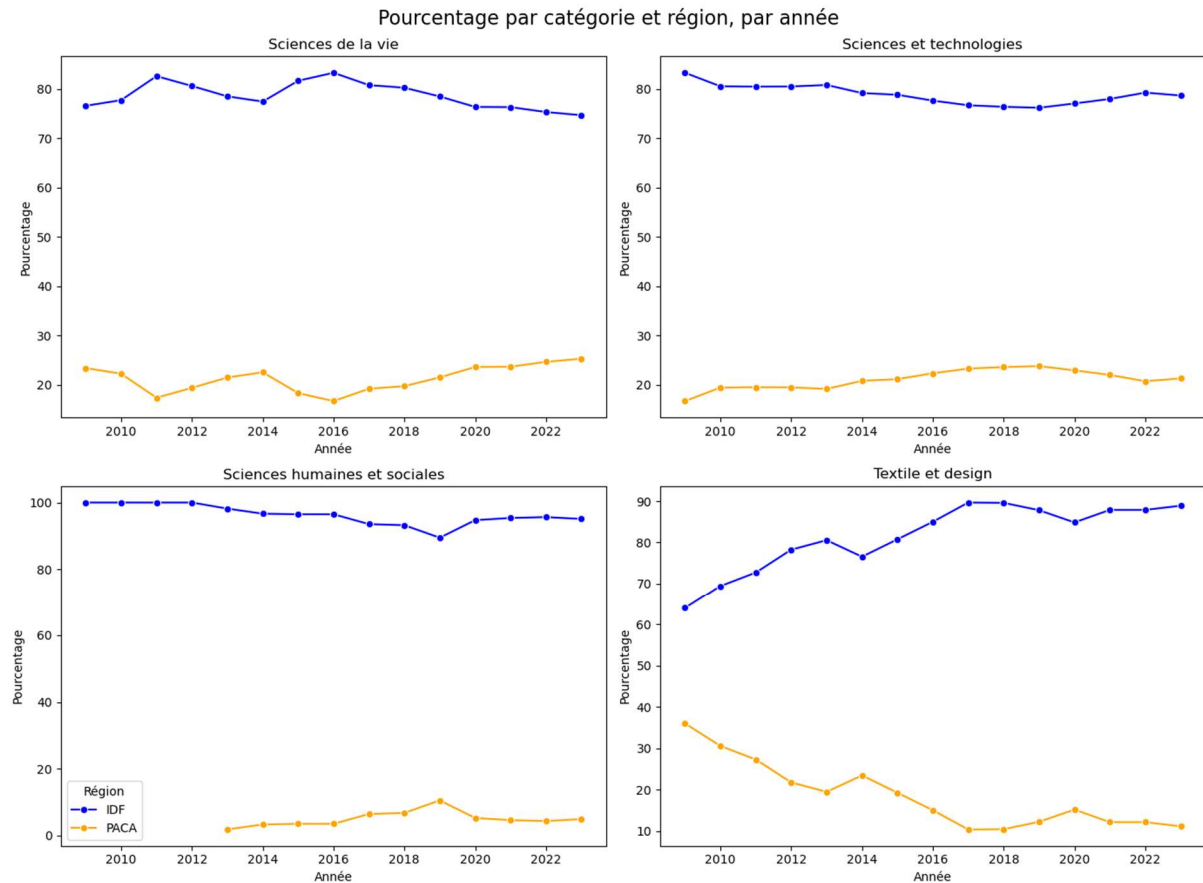 Pourcentage par catégorie et région, par année
Sciences de la vie
80
70
60
50
40
30
20
Pourcentage
2010 2012 2014 2016 2018 2020 2022
Année
Sciences et technologies
80
70
60
50
40
30
20
Pourcentage
2010 2012 2014 2016 2018 2020 2022
Année
Sciences humaines et sociales
100
80
60
40
20
0
Pourcentage
Région
IDF
PACA
2010 2012 2014 2016 2018 2020 2022
Année
Textile et design
90
80
70
60
50
40
30
20
10
Pourcentage
2010 2012 2014 2016 2018 2020 2022
Année